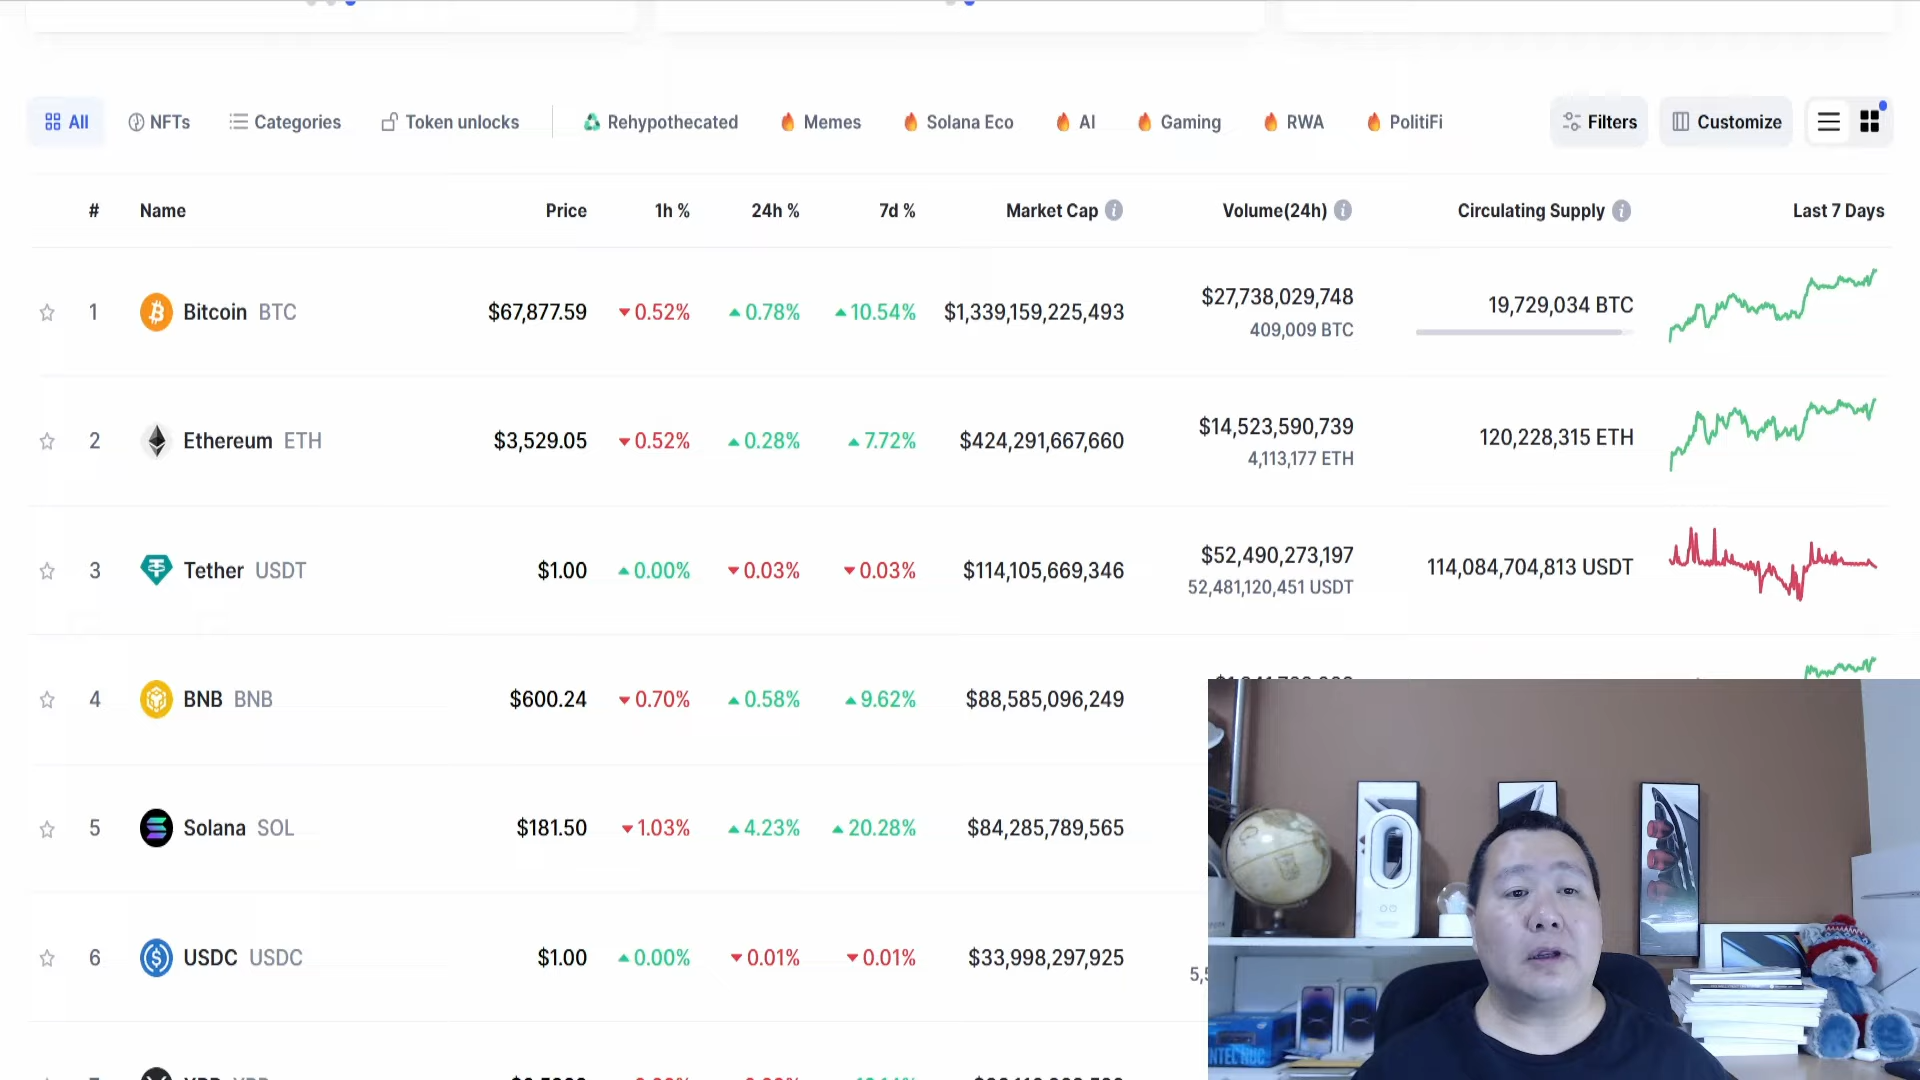 All NFTs Categories Token unlocks Rehypothecated Memes Solana Eco AI Gaming RWA PolitiFi Filters Customize
# Name Price 1h % 24h % 7d % Market Cap Volume(24h) Circulating Supply Last 7 Days
1 Bitcoin BTC $67,877.59 0.52% 0.78% 10.54% $1,339,159,225,493 $27,738,029,748 19,729,034 BTC
409,009 BTC
2 Ethereum ETH $3,529.05 0.52% 0.28% 7.72% $424,291,667,660 $14,523,590,739 120,228,315 ETH
4,113,177 ETH
3 Tether USDT $1.00 0.00% 0.03% 0.03% $114,105,669,346 $52,490,273,197 114,084,704,813 USDT
52,481,120,451 USDT
4 BNB BNB $600.24 0.70% 0.58% 9.62% $88,585,096,249
5 Solana SOL $181.50 1.03% 4.23% 20.28% $84,285,789,565
6 USDC USDC $1.00 0.00% 0.01% 0.01% $33,998,297,925
INTEL NUC